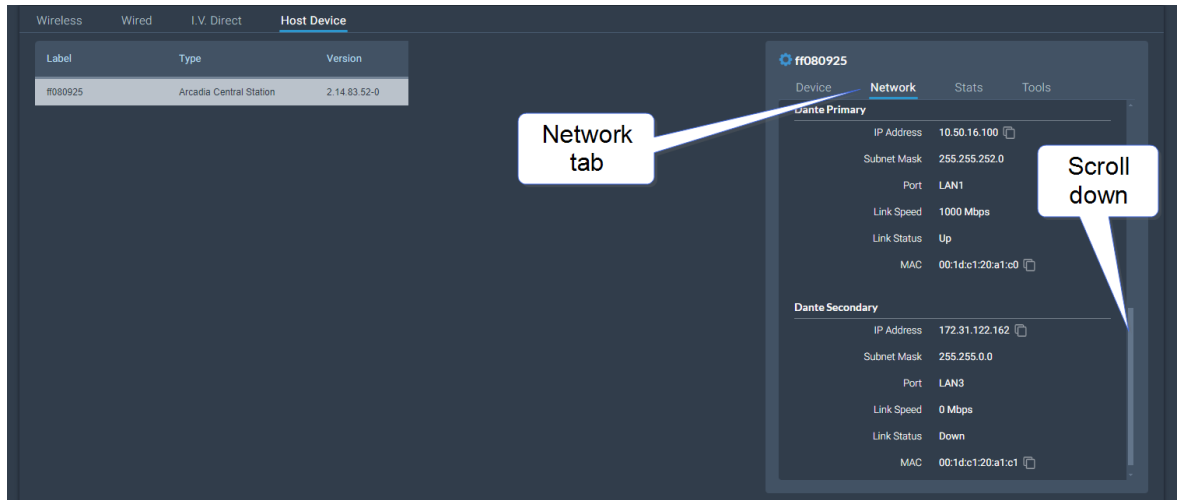 Wireless Wired I.V. Direct Host Device
Label Type Version
ff080925 Arcadia Central Station 2.14.83.52-0
ff080925
Device Network Stats Tools
Network
tab
Scroll
down
Dante Primary
IP Address 10.50.16.100
Subnet Mask 255.255.252.0
Port LAN1
Link Speed 1000 Mbps
Link Status Up
MAC 00:1d:c1:20:a1:c0
Dante Secondary
IP Address 172.31.122.162
Subnet Mask 255.255.0.0
Port LAN3
Link Speed 0 Mbps
Link Status Down
MAC 00:1d:c1:20:a1:c1